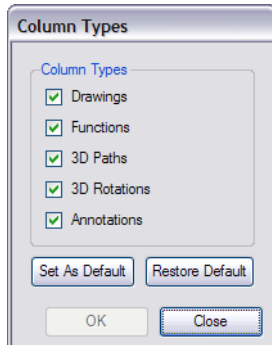 Column Types
Column Types
Drawings
Functions
3D Paths
3D Rotations
Annotations
Set As Default Restore Default
OK Close